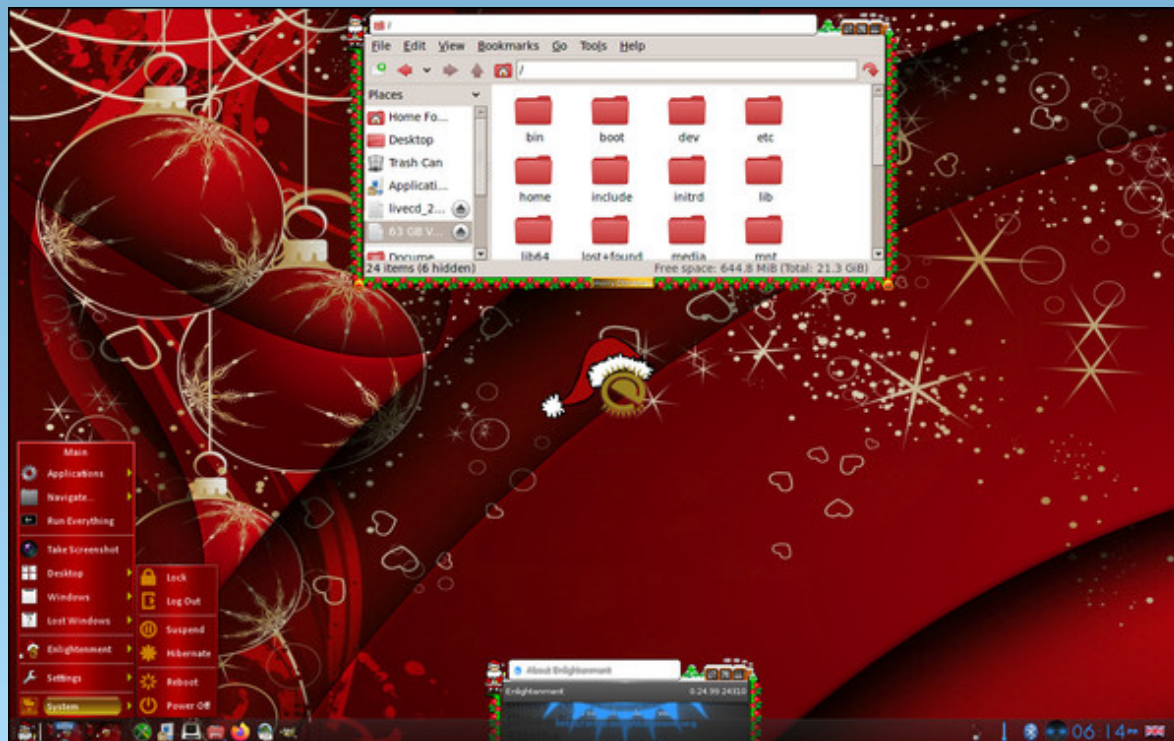 /
File Edit View Bookmarks Go Tools Help
/
Places
Home Fo...
Desktop
Trash Can
Applicati...
livecd_2...
63 GB V...
Docume
bin boot dev etc
home include initrd lib
lib64 lost+found media mnt
24 items (6 hidden) Free space: 644.8 MiB (Total: 21.3 GiB)
Main
Applications
Navigate...
Run Everything
Take Screenshot
Desktop
Windows
Lost Windows
Enlightenment
Settings
System
Lock
Log Out
Suspend
Hibernate
Reboot
Power Off
About Enlightenment
Enlightenment 0.24.99.24310
06 14